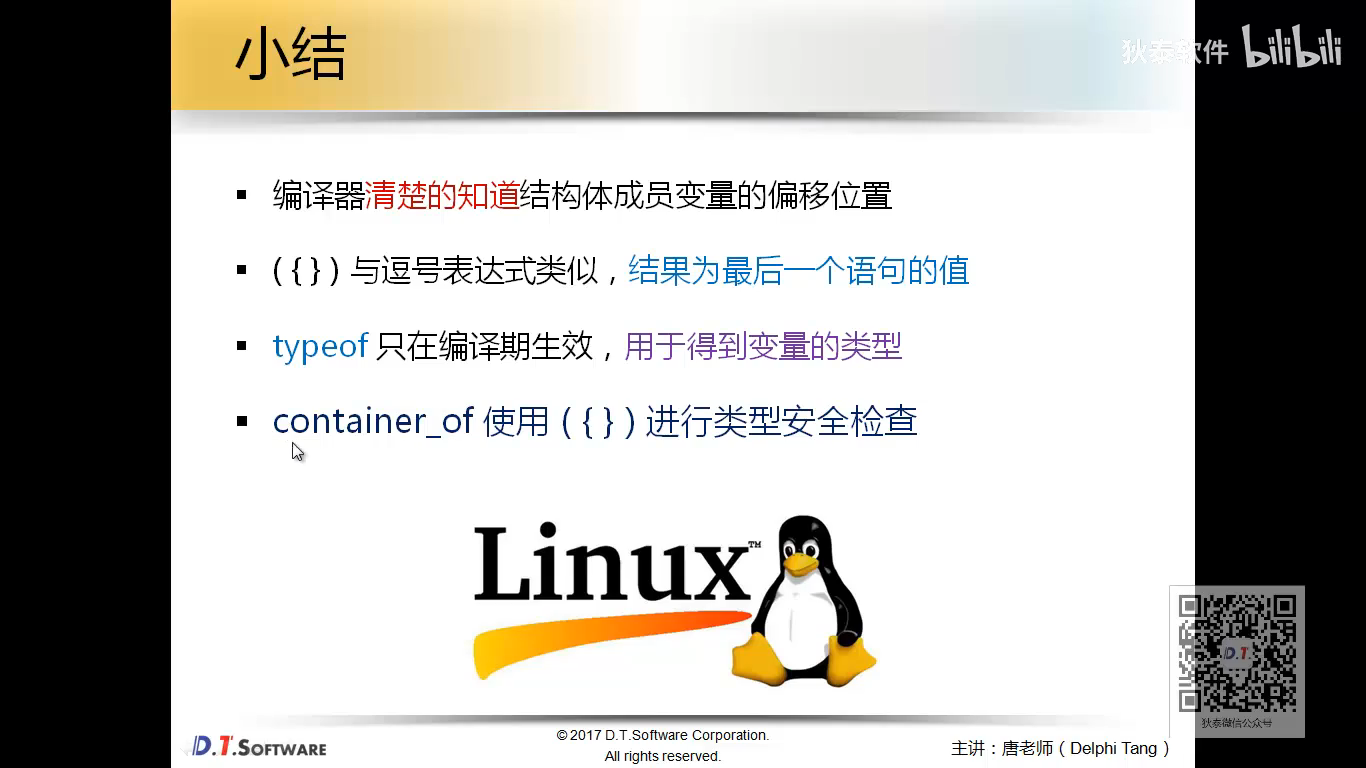 小结
狄泰软件 bilibili
▪ 编译器清楚的知道结构体成员变量的偏移位置
▪ ( { } ) 与逗号表达式类似，结果为最后一个语句的值
▪ typeof 只在编译期生效，用于得到变量的类型
▪ container_of 使用 ( { } ) 进行类型安全检查
Linux™
D.T.
狄泰微信公众号
D.T.SOFTWARE
© 2017 D.T.Software Corporation.
All rights reserved.
主讲：唐老师（Delphi Tang）